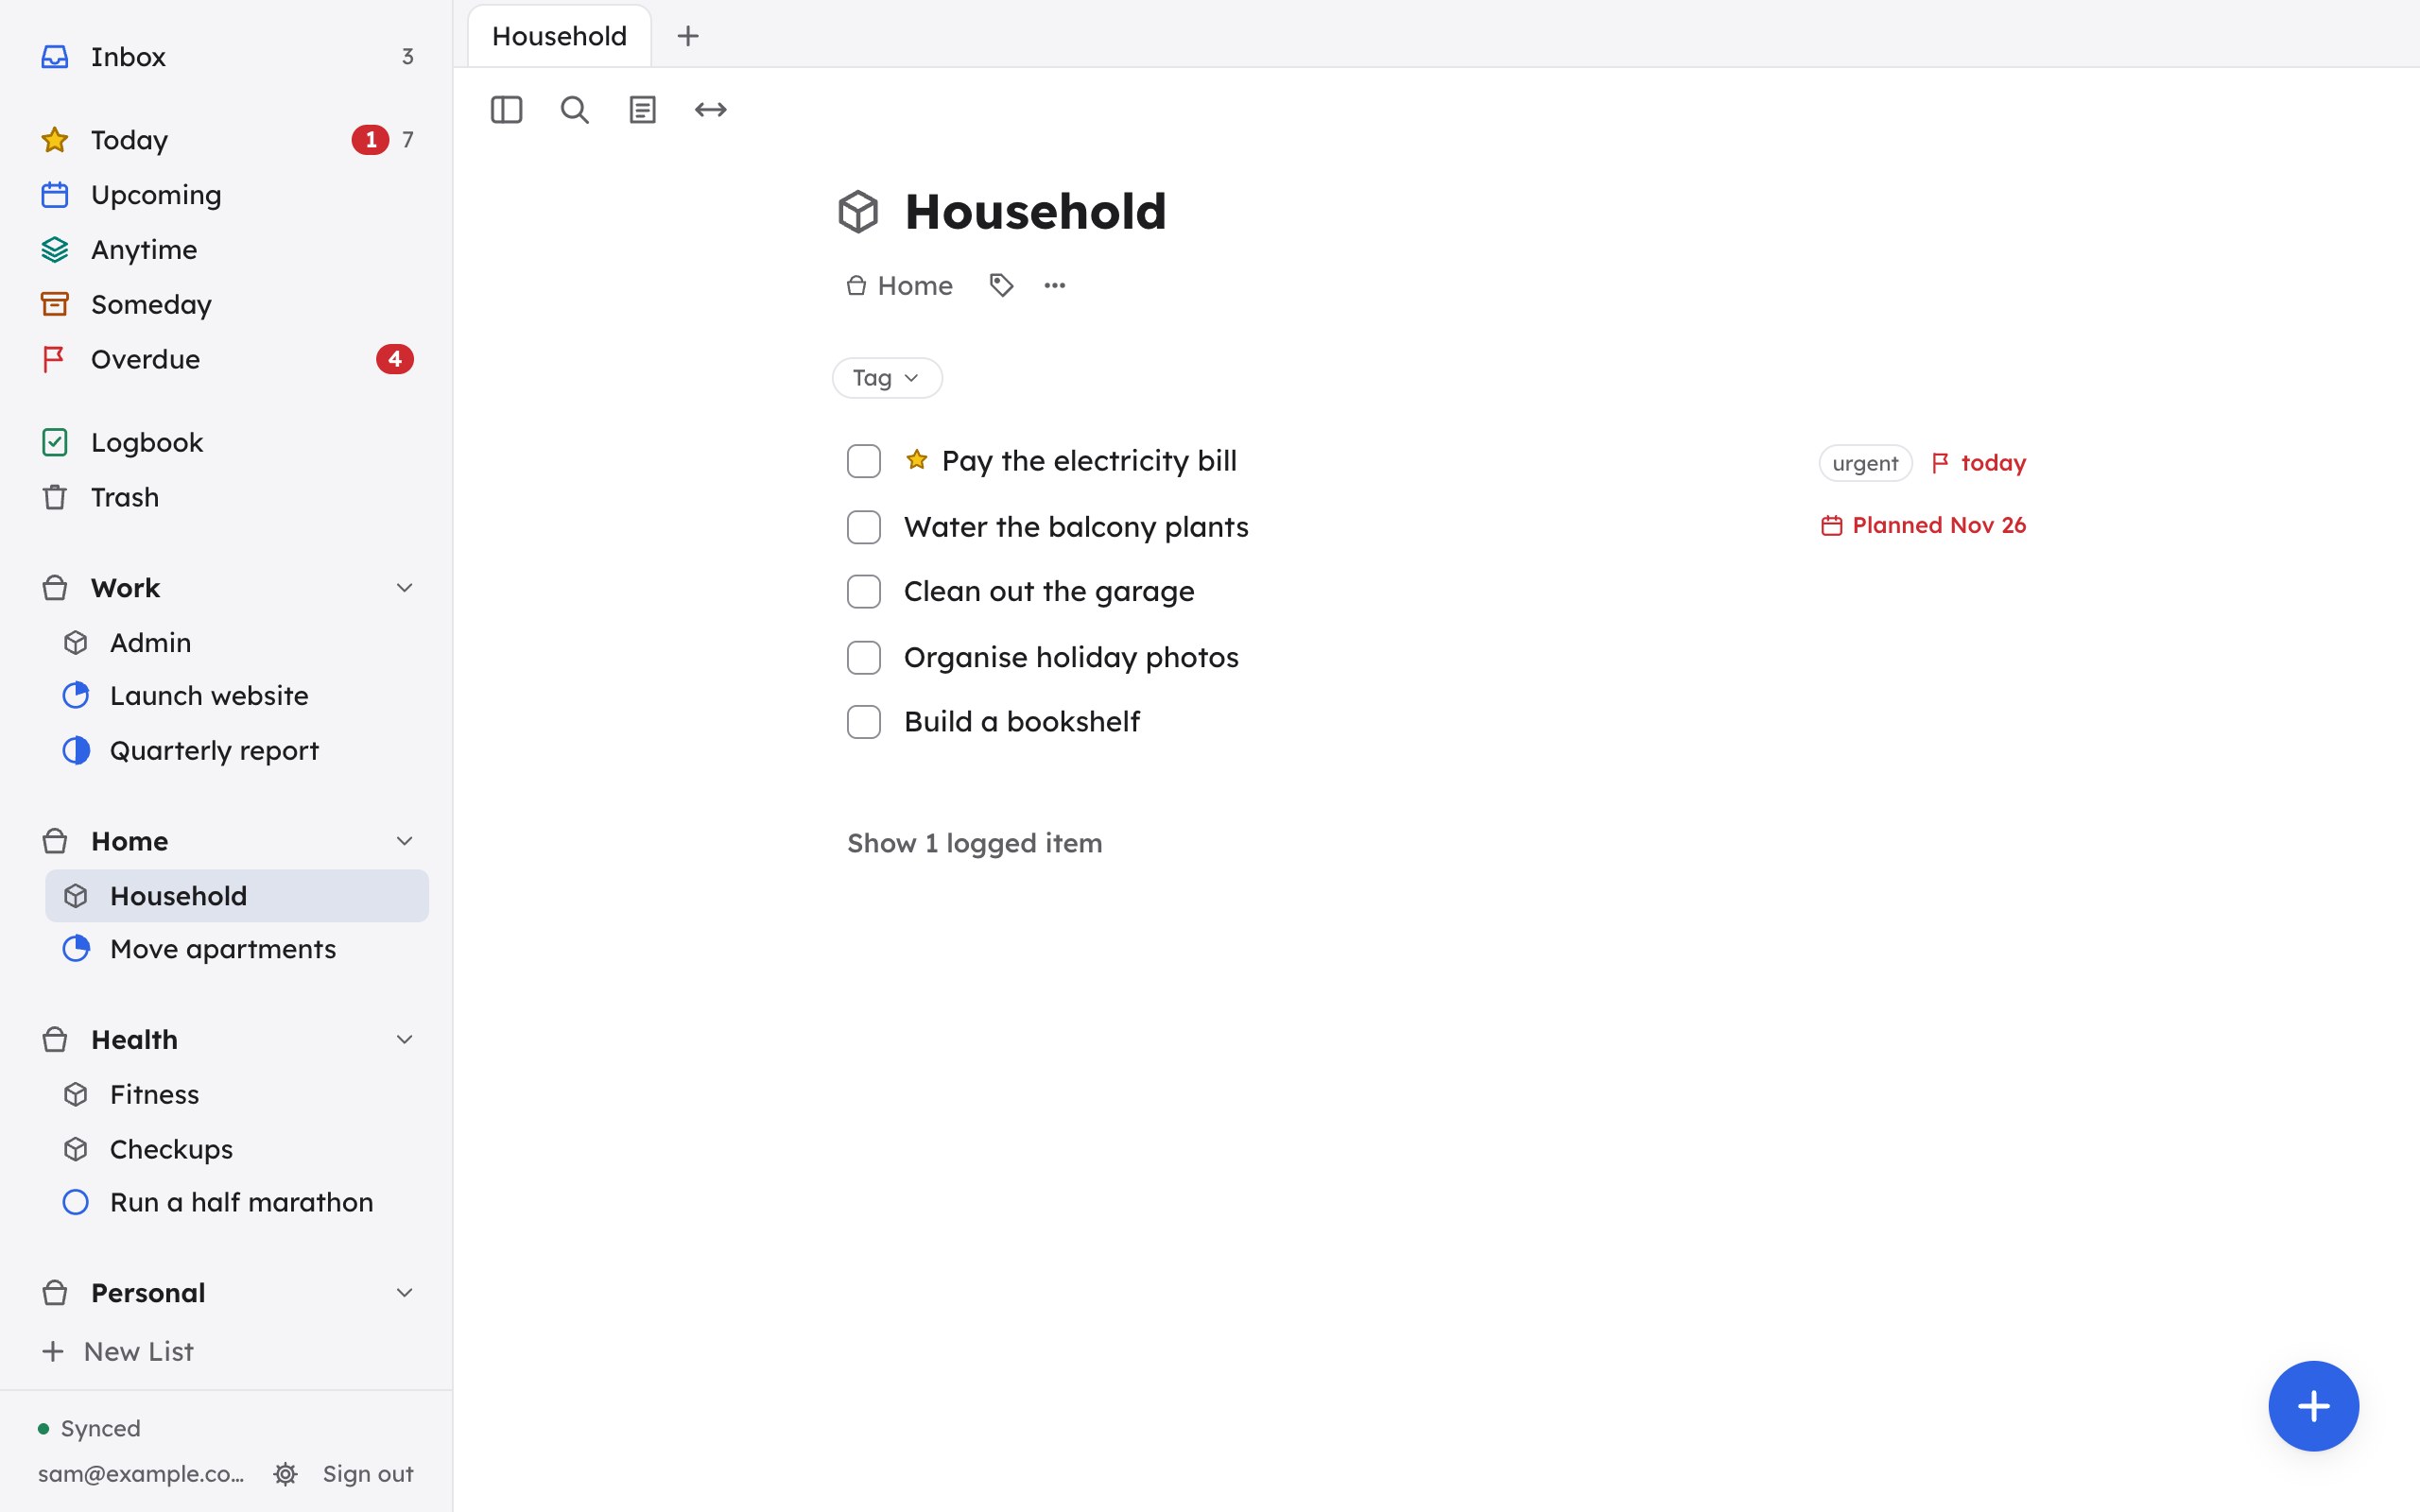 Inbox 3
Today 1 7
Upcoming
Anytime
Someday
Overdue 4
Logbook
Trash
Work
Admin
Launch website
Quarterly report
Home
Household
Move apartments
Health
Fitness
Checkups
Run a half marathon
Personal
New List
Synced
sam@example.co…
Sign out
Household
Household
Home
Tag
Pay the electricity bill urgent today
Water the balcony plants Planned Nov 26
Clean out the garage
Organise holiday photos
Build a bookshelf
Show 1 logged item